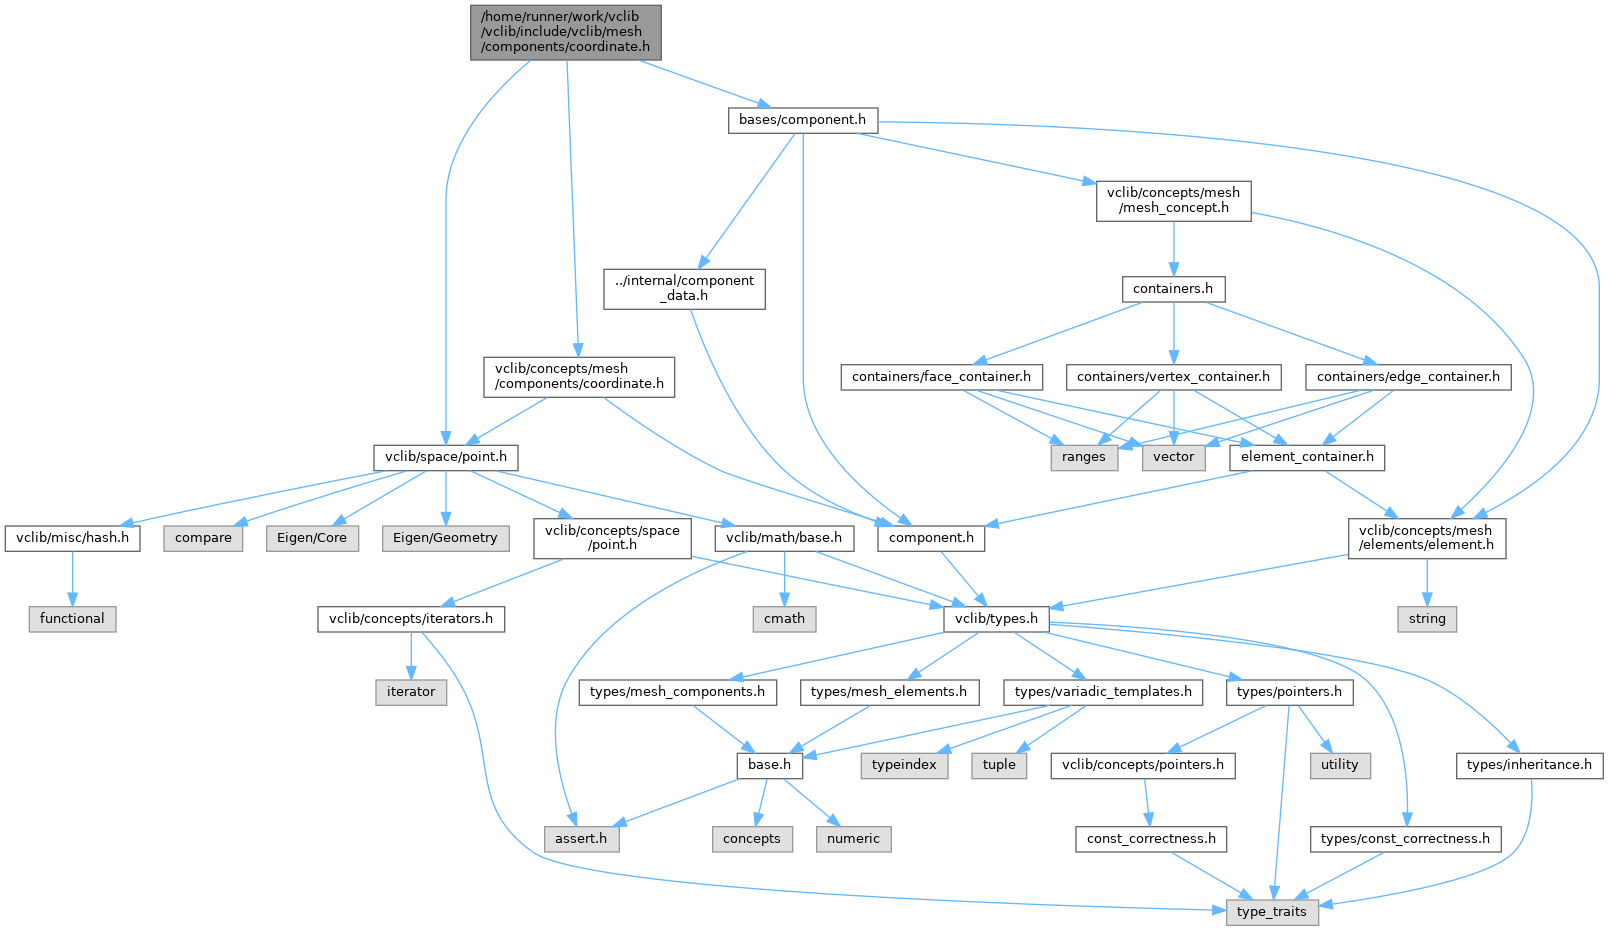 /home/runner/work/vclib
/vclib/include/vclib/mesh
/components/coordinate.h
bases/component.h
vclib/concepts/mesh
/mesh_concept.h
../internal/component
_data.h
containers.h
vclib/concepts/mesh
/components/coordinate.h
containers/face_container.h
containers/vertex_container.h
containers/edge_container.h
vclib/space/point.h
ranges
vector
element_container.h
vclib/misc/hash.h
compare
Eigen/Core
Eigen/Geometry
vclib/concepts/space
/point.h
vclib/math/base.h
component.h
vclib/concepts/mesh
/elements/element.h
functional
vclib/concepts/iterators.h
cmath
vclib/types.h
string
iterator
types/mesh_components.h
types/mesh_elements.h
types/variadic_templates.h
types/pointers.h
base.h
typeindex
tuple
vclib/concepts/pointers.h
utility
types/inheritance.h
assert.h
concepts
numeric
const_correctness.h
types/const_correctness.h
type_traits